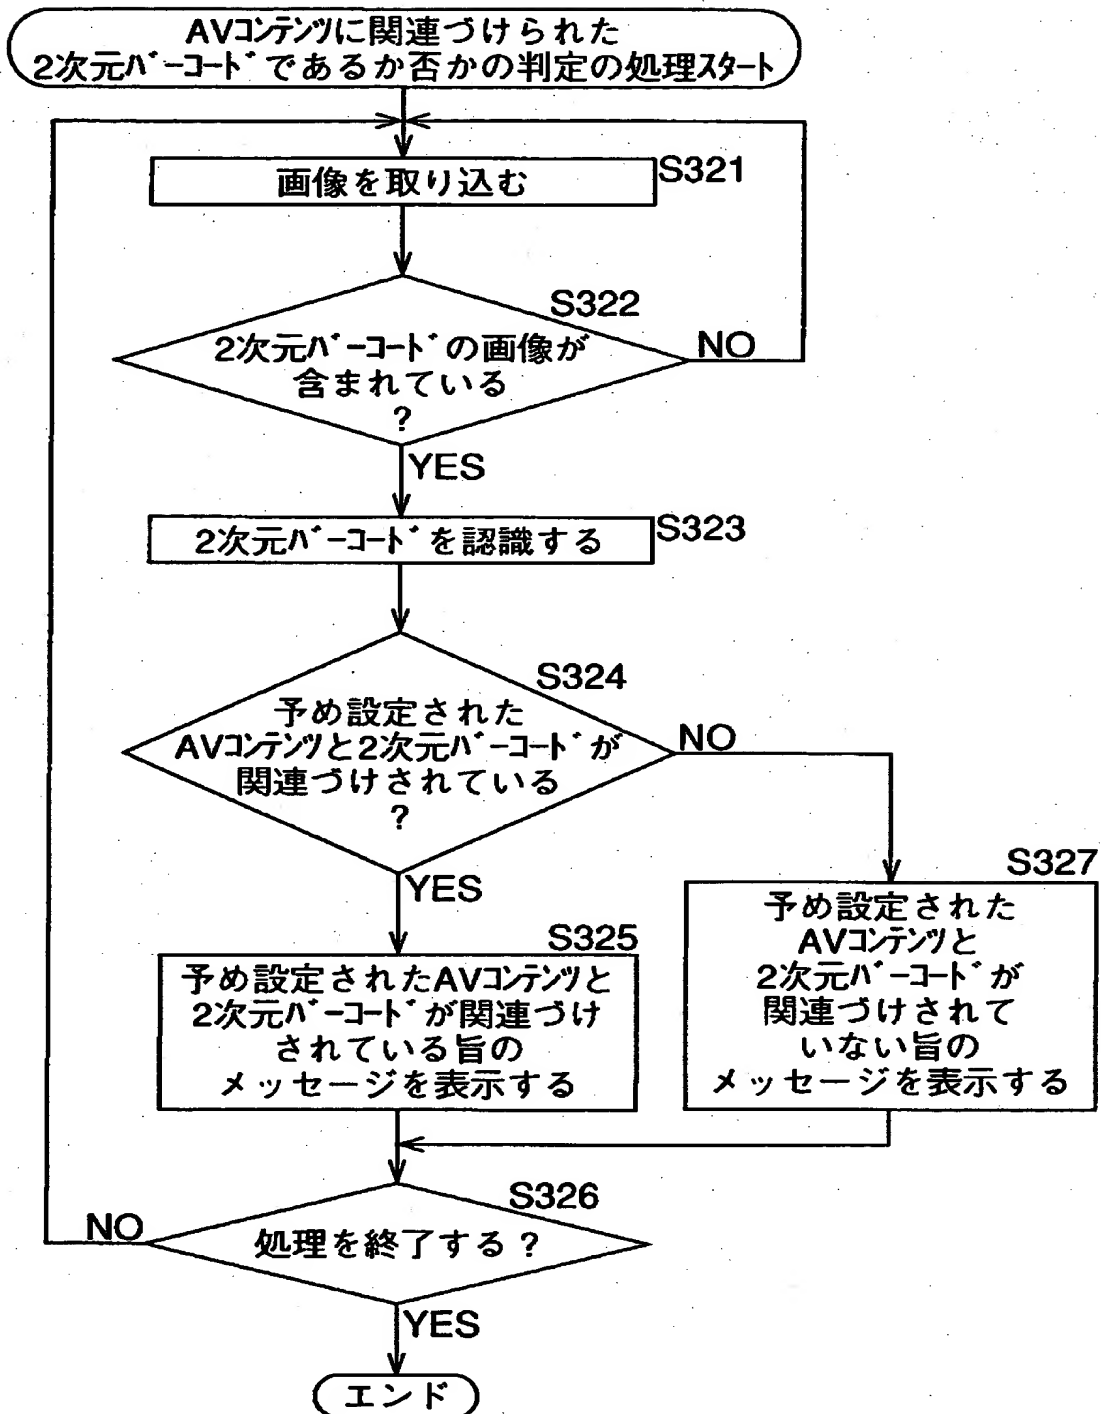 AVコンテンツに関連づけられた
2次元バーコードであるか否かの判定の処理スタート
画像を取り込む
S321
S322
2次元バーコードの画像が
含まれている
?
NO
YES
2次元バーコードを認識する
S323
S324
予め設定された
AVコンテンツと2次元バーコードが
関連づけされている
?
NO
YES
S325
予め設定されたAVコンテンツと
2次元バーコードが関連づけ
されている旨の
メッセージを表示する
S327
予め設定された
AVコンテンツと
2次元バーコードが
関連づけされて
いない旨の
メッセージを表示する
S326
処理を終了する?
NO
YES
エンド